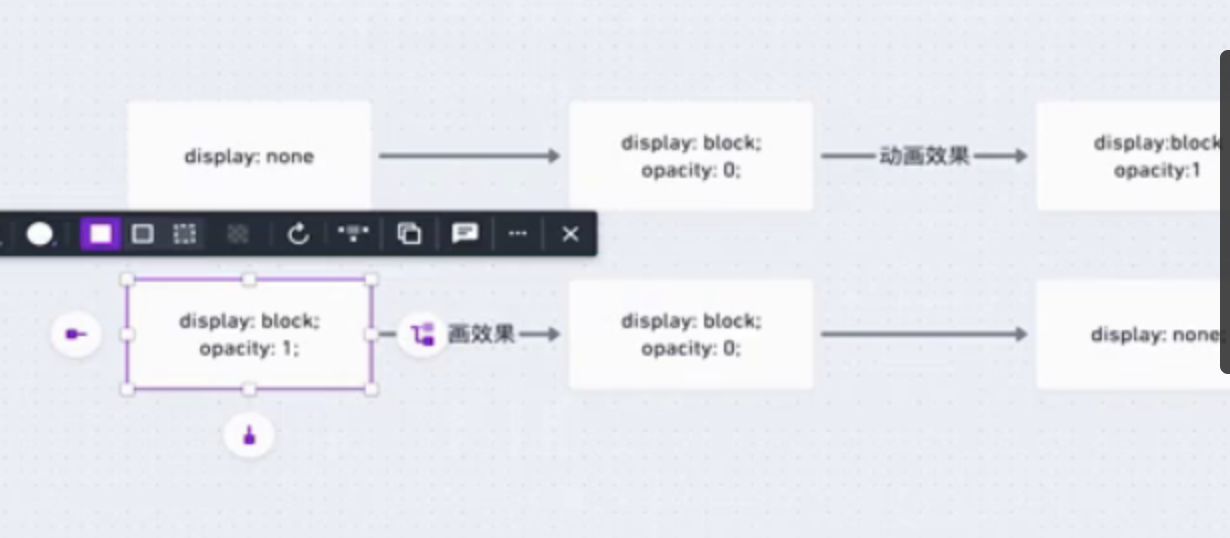 display: none
display: block;
opacity: 0;
动画效果
display:block
opacity:1
display: block;
opacity: 1;
画效果
display: block;
opacity: 0;
display: none;